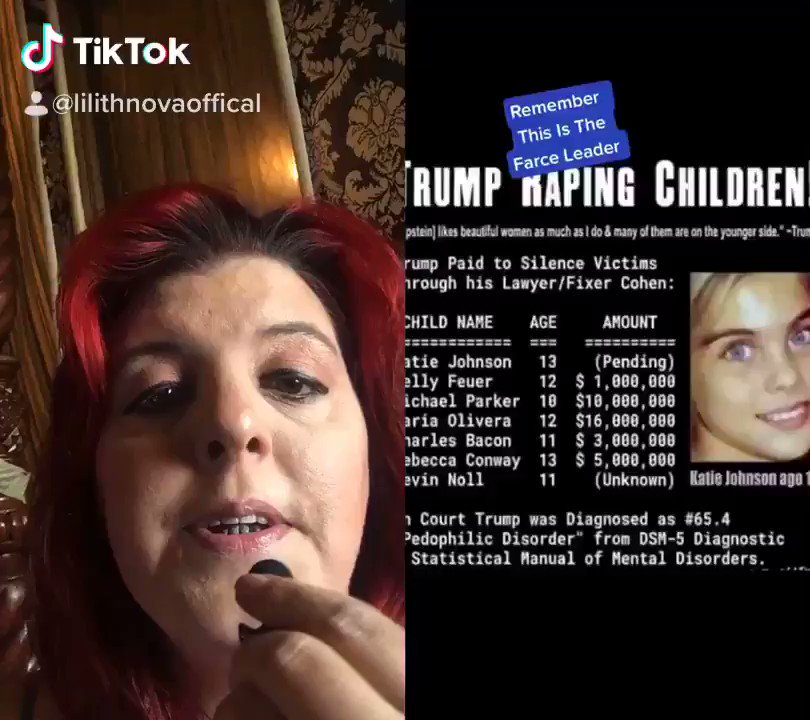 TikTok
@lilithnovaoffical
Remember
This Is The
Farce Leader
TRUMP RAPING CHILDREN!
pstein] likes beautiful women as much as I do & many of them are on the younger side." -Trum
rump Paid to Silence Victims
hrough his Lawyer/Fixer Cohen:
CHILD NAME AGE AMOUNT
============ === ==========
atie Johnson 13 (Pending)
elly Feuer 12 $ 1,000,000
ichael Parker 10 $10,000,000
aria Olivera 12 $16,000,000
harles Bacon 11 $ 3,000,000
ebecca Conway 13 $ 5,000,000
evin Noll 11 (Unknown)
Katie Johnson age 1
n Court Trump was Diagnosed as #65.4
Pedophilic Disorder" from DSM-5 Diagnostic
Statistical Manual of Mental Disorders.